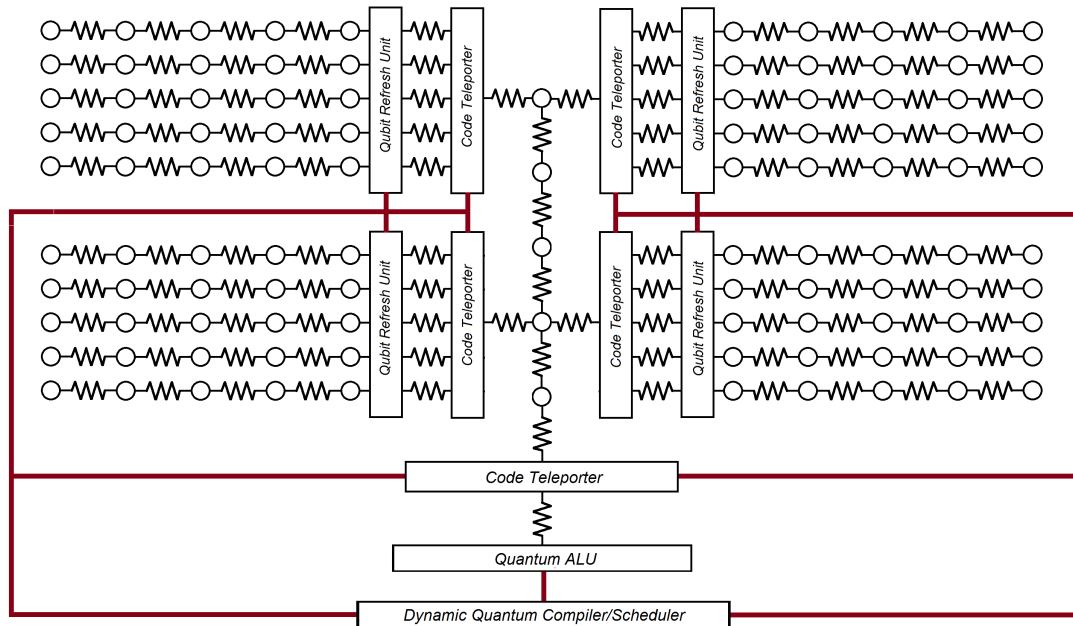 Qubit Refresh Unit
Code Teleporter
Code Teleporter
Qubit Refresh Unit
Qubit Refresh Unit
Code Teleporter
Code Teleporter
Qubit Refresh Unit
Code Teleporter
Quantum ALU
Dynamic Quantum Compiler/Scheduler